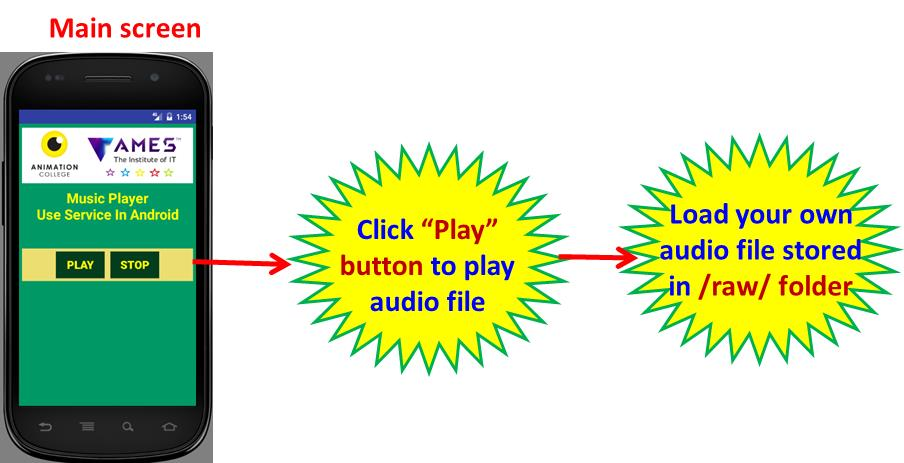 Main screen
1:54
ANIMATION
COLLEGE
AMES
The Institute of IT
Music Player
Use Service In Android
PLAY STOP
Click “Play”
button to play
audio file
Load your own
audio file stored
in /raw/ folder